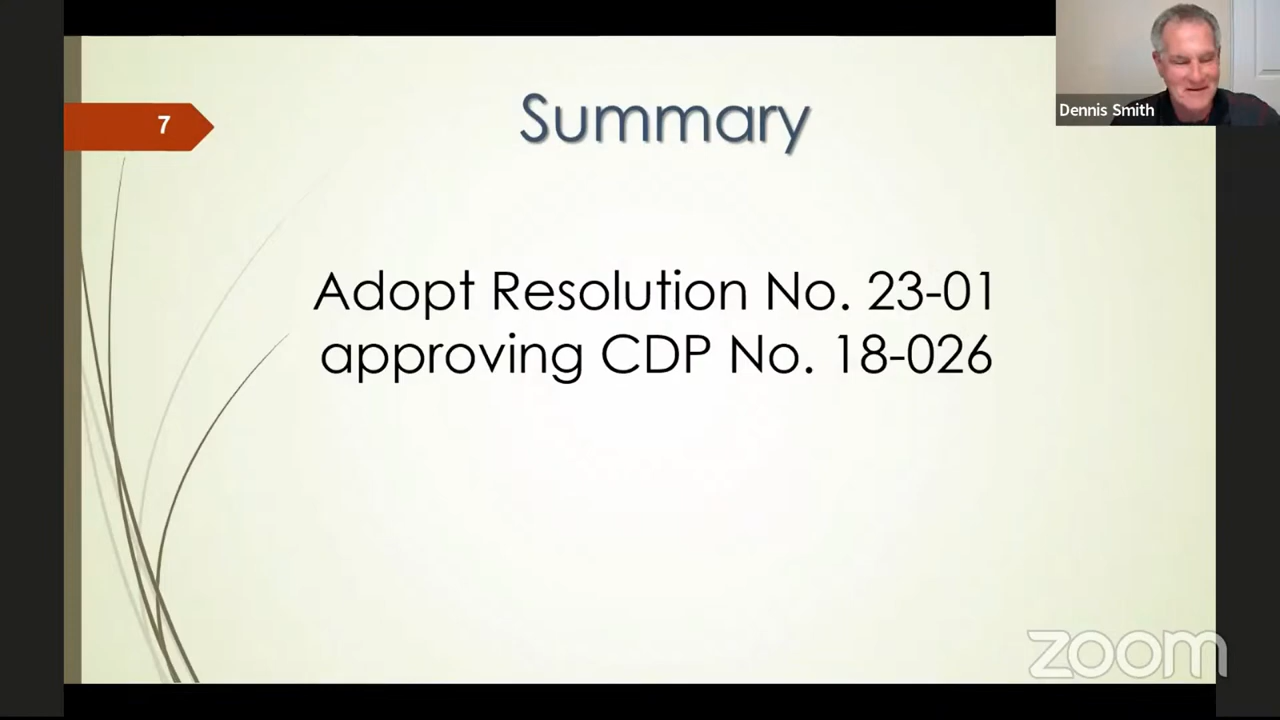 7
Summary
Dennis Smith
Adopt Resolution No. 23-01
approving CDP No. 18-026
zoom